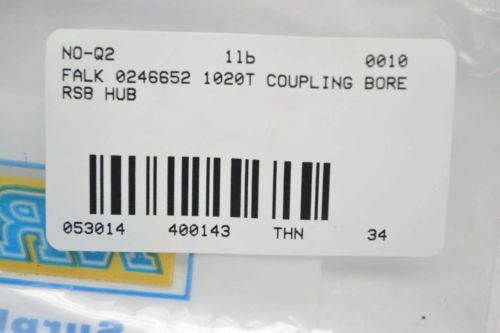 NO-Q2 1lb 0010
FALK 0246652 1020T COUPLING BORE
RSB HUB
053014 400143 THN 34